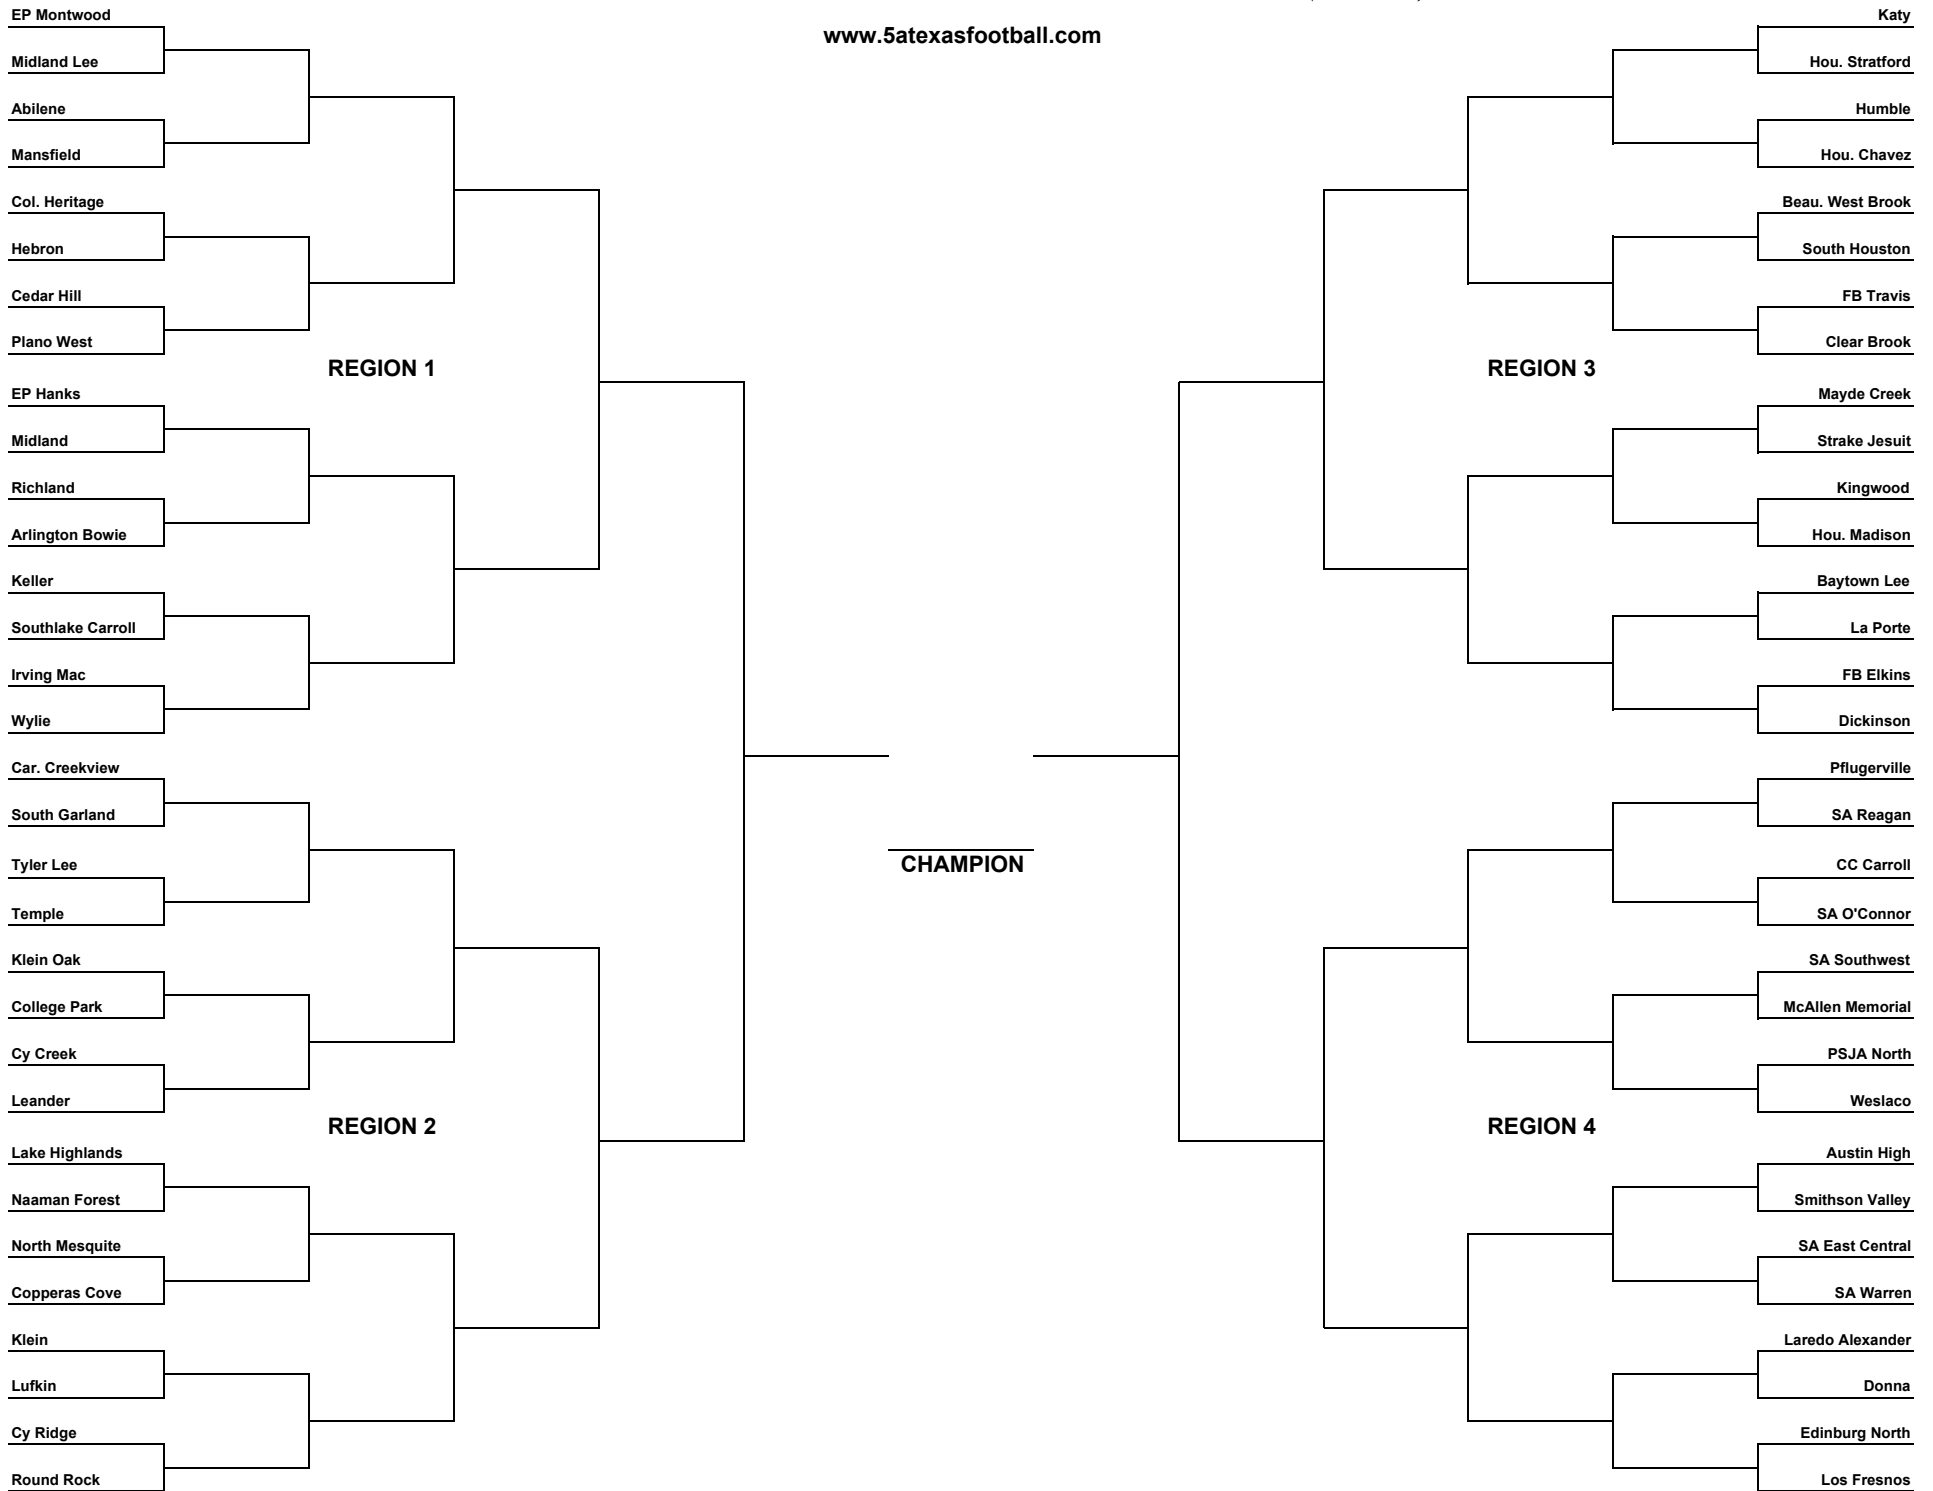 www.5atexasfootball.com
EP Montwood
Midland Lee
Abilene
Mansfield
Col. Heritage
Hebron
Cedar Hill
Plano West
REGION 1
EP Hanks
Midland
Richland
Arlington Bowie
Keller
Southlake Carroll
Irving Mac
Wylie
Car. Creekview
South Garland
Tyler Lee
Temple
Klein Oak
College Park
Cy Creek
Leander
REGION 2
Lake Highlands
Naaman Forest
North Mesquite
Copperas Cove
Klein
Lufkin
Cy Ridge
Round Rock
CHAMPION
Katy
Hou. Stratford
Humble
Hou. Chavez
Beau. West Brook
South Houston
FB Travis
Clear Brook
REGION 3
Mayde Creek
Strake Jesuit
Kingwood
Hou. Madison
Baytown Lee
La Porte
FB Elkins
Dickinson
Pflugerville
SA Reagan
CC Carroll
SA O'Connor
SA Southwest
McAllen Memorial
PSJA North
Weslaco
REGION 4
Austin High
Smithson Valley
SA East Central
SA Warren
Laredo Alexander
Donna
Edinburg North
Los Fresnos